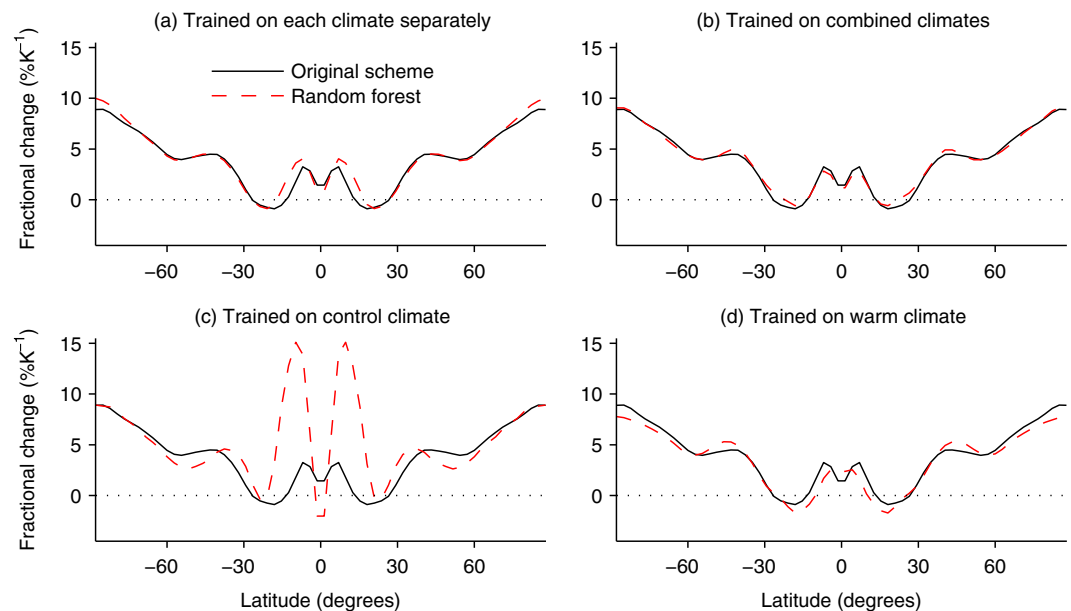 (a) Trained on each climate separately
Fractional change (%K⁻¹)
15
10
5
0
Original scheme
Random forest
−60 −30 0 30 60
(b) Trained on combined climates
15
10
5
0
−60 −30 0 30 60
(c) Trained on control climate
Fractional change (%K⁻¹)
15
10
5
0
−60 −30 0 30 60
Latitude (degrees)
(d) Trained on warm climate
15
10
5
0
−60 −30 0 30 60
Latitude (degrees)